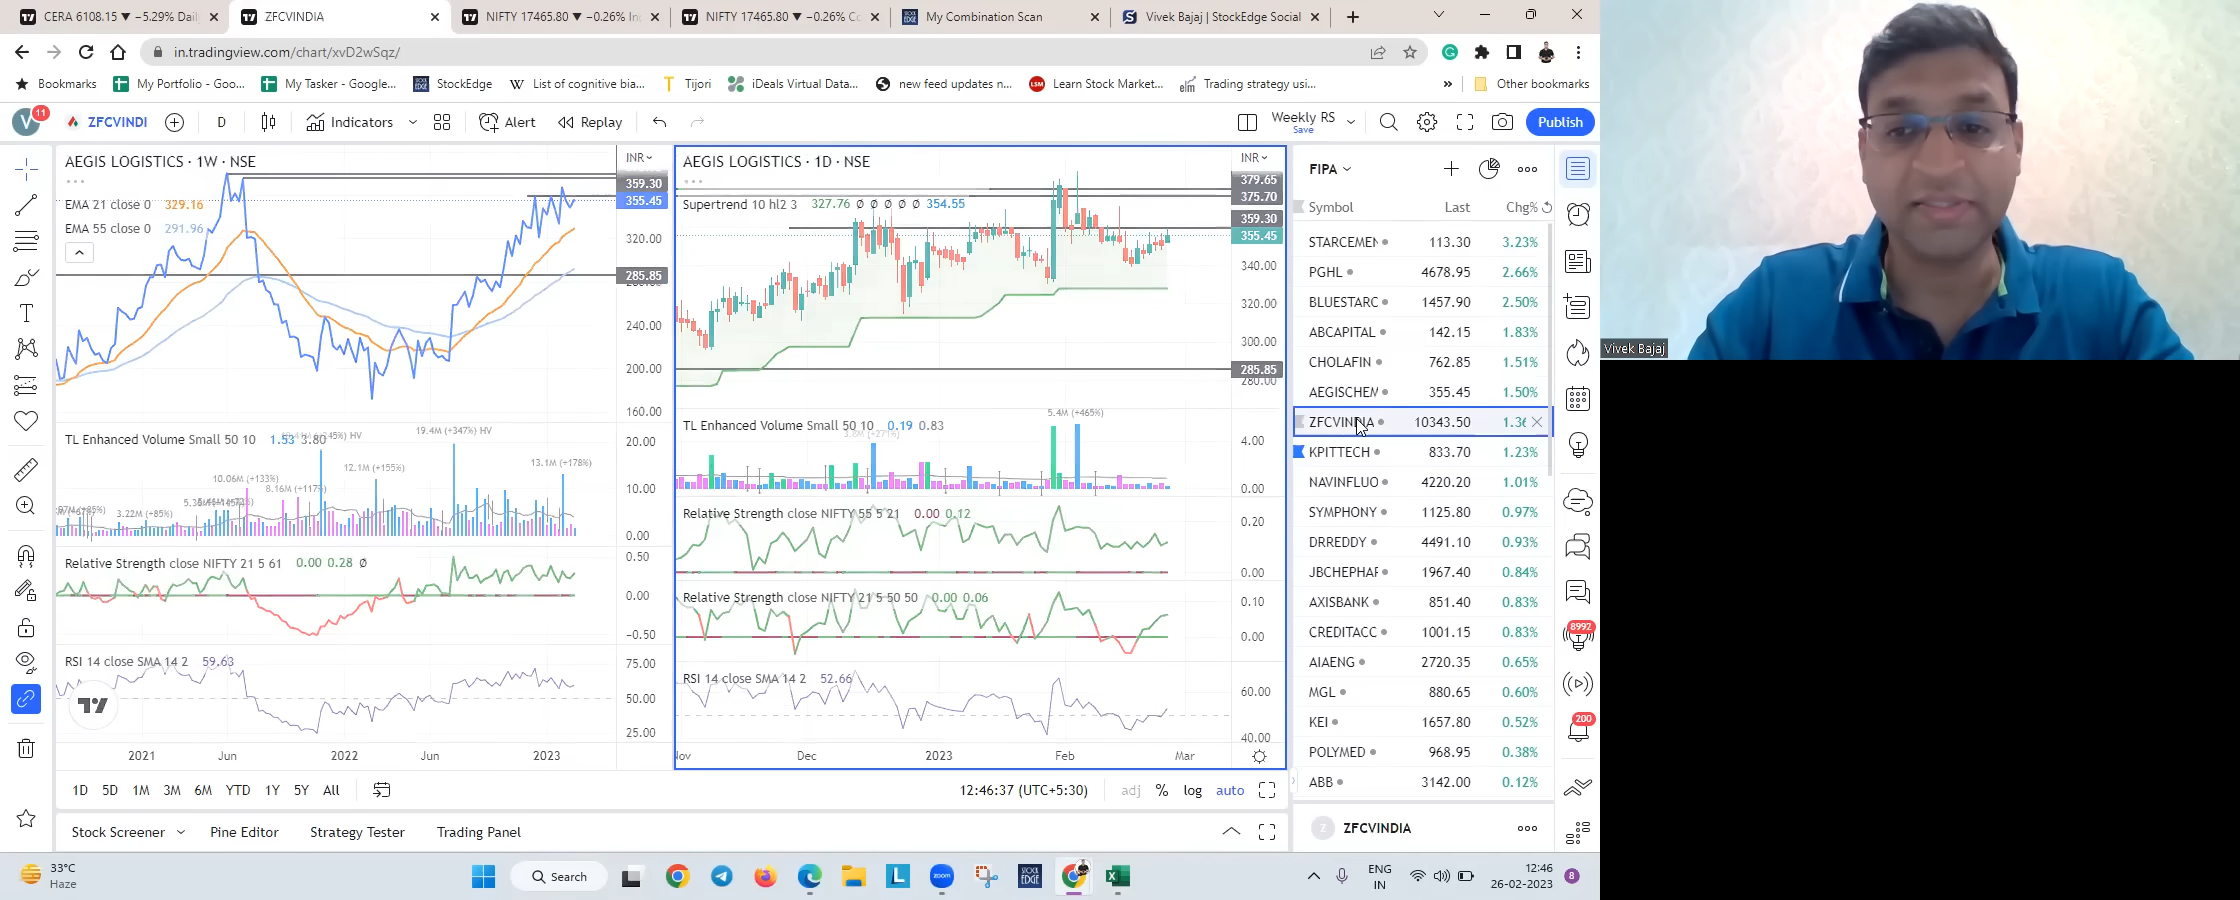 CERA 6108.15 ▼ −5.29% Dail
ZFCVINDIA
NIFTY 17465.80 ▼ −0.26% In
NIFTY 17465.80 ▼ −0.26% Co
My Combination Scan
Vivek Bajaj | StockEdge Social
in.tradingview.com/chart/xvD2wSqz/
Bookmarks
My Portfolio - Goo...
My Tasker - Google...
StockEdge
List of cognitive bia...
Tijori
iDeals Virtual Data...
new feed updates n...
Learn Stock Market...
Trading strategy usi...
»
Other bookmarks
V 11
ZFCVINDI
D
Indicators
Alert
Replay
Weekly RS
Save
Publish
AEGIS LOGISTICS · 1W · NSE
INR
EMA 21 close 0 329.16
EMA 55 close 0 291.96
359.30
355.45
320.00
285.85
240.00
200.00
160.00
TL Enhanced Volume Small 50 10 1.53 3.80
19.4M (+347%) HV
12.1M (+155%)
13.1M (+178%)
10.06M (+133%)
8.16M (+117%)
3.22M (+85%)
20.00
10.00
0.00
Relative Strength close NIFTY 21 5 61 0.00 0.28 Ø
0.50
0.00
−0.50
RSI 14 close SMA 14 2 59.63
75.00
50.00
25.00
2021
Jun
2022
Jun
2023
AEGIS LOGISTICS · 1D · NSE
INR
Supertrend 10 hl2 3 327.76 Ø Ø Ø Ø Ø 354.55
379.65
375.70
359.30
355.45
340.00
320.00
300.00
285.85
280.00
TL Enhanced Volume Small 50 10 0.19 0.83
5.4M (+465%)
4.00
0.00
Relative Strength close NIFTY 55 5 21 0.00 0.12
0.20
0.00
Relative Strength close NIFTY 21 5 50 50 0.00 0.06
0.10
0.00
RSI 14 close SMA 14 2 52.66
60.00
40.00
Nov
Dec
2023
Feb
Mar
1D 5D 1M 3M 6M YTD 1Y 5Y All
12:46:37 (UTC+5:30)
adj % log auto
Stock Screener
Pine Editor
Strategy Tester
Trading Panel
FIPA
Symbol Last Chg%
STARCEMEN 113.30 3.23%
PGHL 4678.95 2.66%
BLUESTARC 1457.90 2.50%
ABCAPITAL 142.15 1.83%
CHOLAFIN 762.85 1.51%
AEGISCHEM 355.45 1.50%
ZFCVINDIA 10343.50 1.36
KPITTECH 833.70 1.23%
NAVINFLUO 4220.20 1.01%
SYMPHONY 1125.80 0.97%
DRREDDY 4491.10 0.93%
JBCHEPHAR 1967.40 0.84%
AXISBANK 851.40 0.83%
CREDITACC 1001.15 0.83%
AIAENG 2720.35 0.65%
MGL 880.65 0.60%
KEI 1657.80 0.52%
POLYMED 968.95 0.38%
ABB 3142.00 0.12%
Z ZFCVINDIA
8992
200
Vivek Bajaj
33°C
Haze
Search
STOCK EDGE
zoom
ENG
IN
12:46
26-02-2023
8